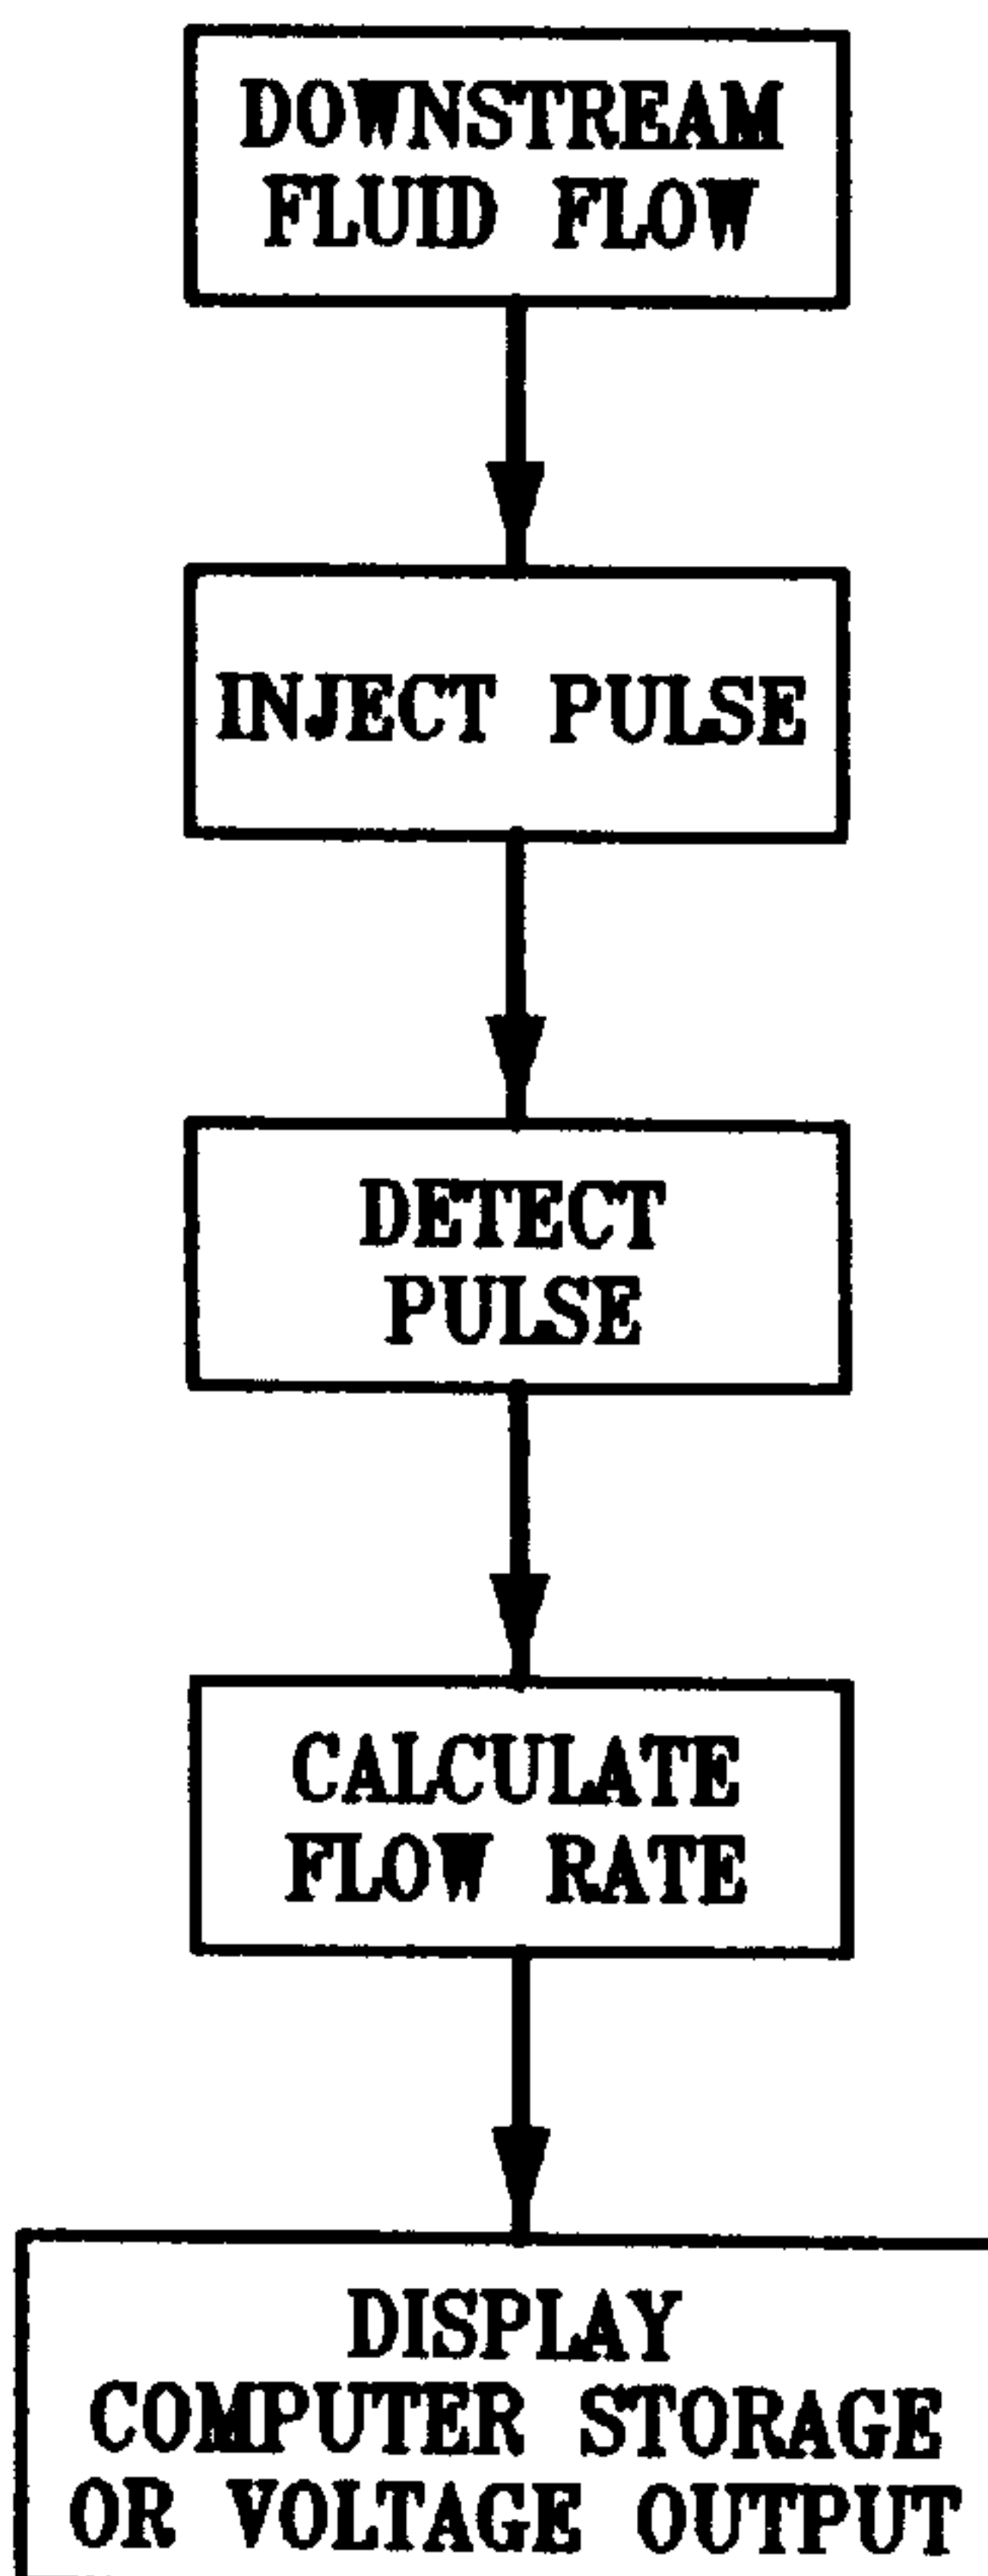 DOWNSTREAM
FLUID FLOW
INJECT PULSE
DETECT
PULSE
CALCULATE
FLOW RATE
DISPLAY
COMPUTER STORAGE
OR VOLTAGE OUTPUT